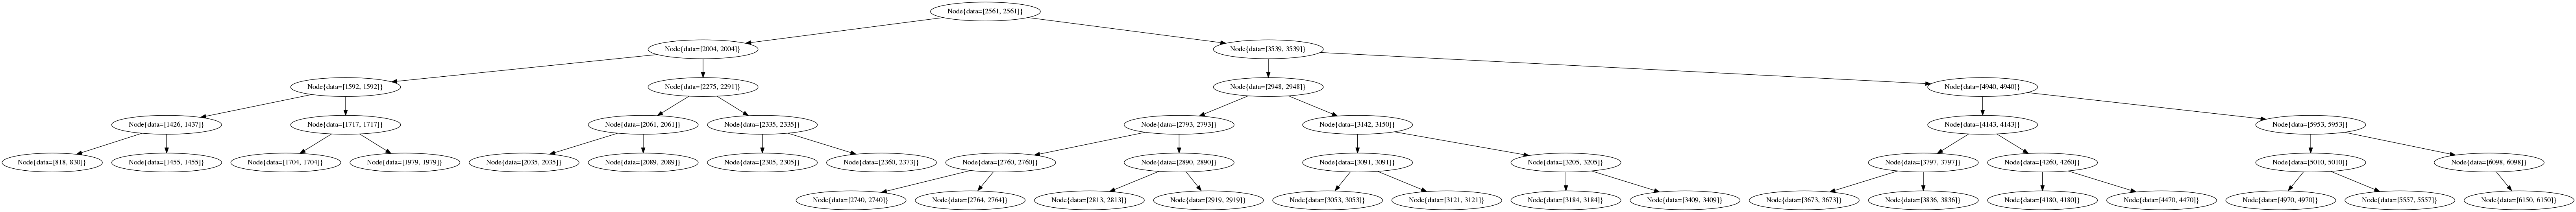 Node{data=[2561, 2561]}
Node{data=[2004, 2004]}
Node{data=[3539, 3539]}
Node{data=[1592, 1592]}
Node{data=[2275, 2291]}
Node{data=[2948, 2948]}
Node{data=[4940, 4940]}
Node{data=[1426, 1437]}
Node{data=[1717, 1717]}
Node{data=[2061, 2061]}
Node{data=[2335, 2335]}
Node{data=[2793, 2793]}
Node{data=[3142, 3150]}
Node{data=[4143, 4143]}
Node{data=[5953, 5953]}
Node{data=[818, 830]}
Node{data=[1455, 1455]}
Node{data=[1704, 1704]}
Node{data=[1979, 1979]}
Node{data=[2035, 2035]}
Node{data=[2089, 2089]}
Node{data=[2305, 2305]}
Node{data=[2360, 2373]}
Node{data=[2760, 2760]}
Node{data=[2890, 2890]}
Node{data=[3091, 3091]}
Node{data=[3205, 3205]}
Node{data=[3797, 3797]}
Node{data=[4260, 4260]}
Node{data=[5010, 5010]}
Node{data=[6098, 6098]}
Node{data=[2740, 2740]}
Node{data=[2764, 2764]}
Node{data=[2813, 2813]}
Node{data=[2919, 2919]}
Node{data=[3053, 3053]}
Node{data=[3121, 3121]}
Node{data=[3184, 3184]}
Node{data=[3409, 3409]}
Node{data=[3673, 3673]}
Node{data=[3836, 3836]}
Node{data=[4180, 4180]}
Node{data=[4470, 4470]}
Node{data=[4970, 4970]}
Node{data=[5557, 5557]}
Node{data=[6150, 6150]}